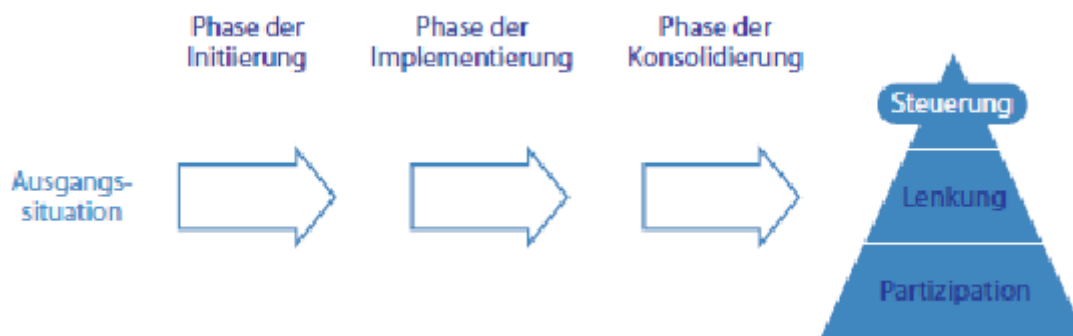 Phase der
Initiierung
Phase der
Implementierung
Phase der
Konsolidierung
Ausgangs-
situation
Steuerung
Lenkung
Partizipation